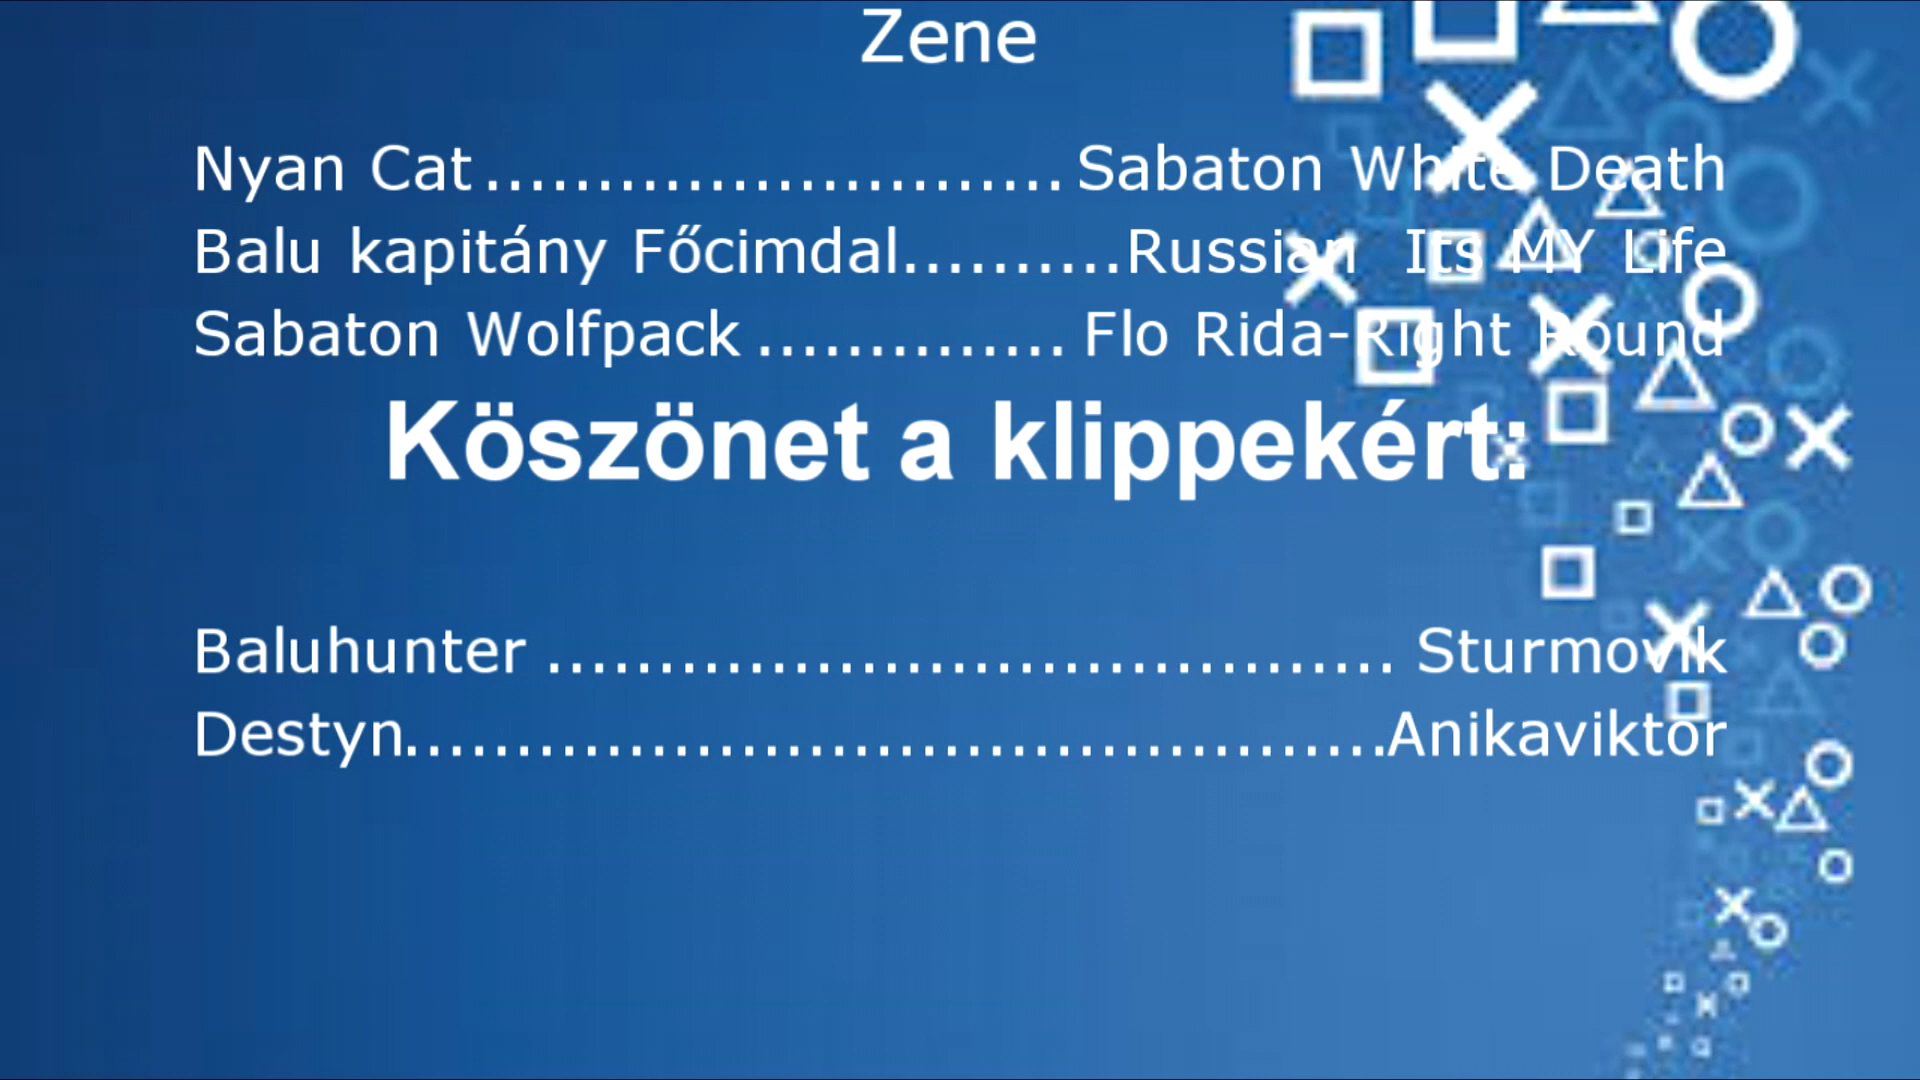 Zene
Nyan Cat.......................... Sabaton White Death
Balu kapitány Főcimdal..........Russian Its MY Life
Sabaton Wolfpack .............. Flo Rida-Right Round
Köszönet a klippekért:
Baluhunter ...................................... Sturmovik
Destyn............................................Anikaviktor